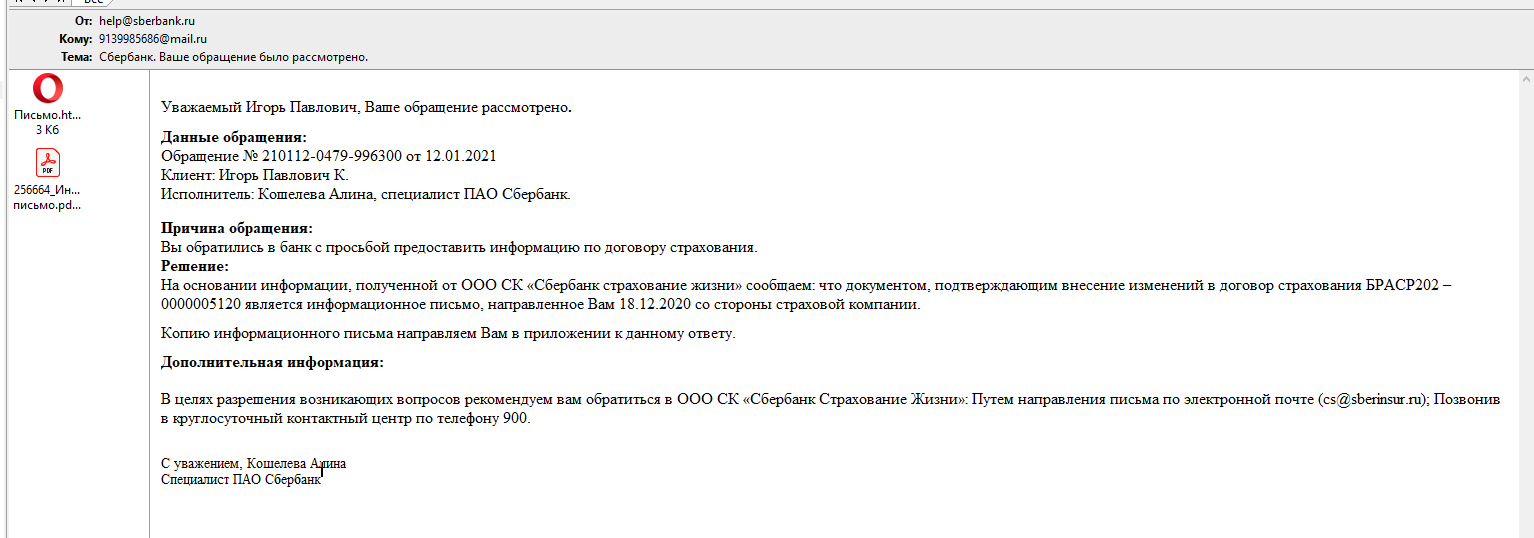 Все
От: help@sberbank.ru
Кому: 9139985686@mail.ru
Тема: Сбербанк. Ваше обращение было рассмотрено.
Письмо.ht...
3 Кб
PDF
256664_Ин...
письмо.pd...
Уважаемый Игорь Павлович, Ваше обращение рассмотрено.
Данные обращения:
Обращение № 210112-0479-996300 от 12.01.2021
Клиент: Игорь Павлович К.
Исполнитель: Кошелева Алина, специалист ПАО Сбербанк.
Причина обращения:
Вы обратились в банк с просьбой предоставить информацию по договору страхования.
Решение:
На основании информации, полученной от ООО СК «Сбербанк страхование жизни» сообщаем: что документом, подтверждающим внесение изменений в договор страхования БРАСР202 –
0000005120 является информационное письмо, направленное Вам 18.12.2020 со стороны страховой компании.
Копию информационного письма направляем Вам в приложении к данному ответу.
Дополнительная информация:
В целях разрешения возникающих вопросов рекомендуем вам обратиться в ООО СК «Сбербанк Страхование Жизни»: Путем направления письма по электронной почте (cs@sberinsur.ru); Позвонив
в круглосуточный контактный центр по телефону 900.
С уважением, Кошелева Алина
Специалист ПАО Сбербанк